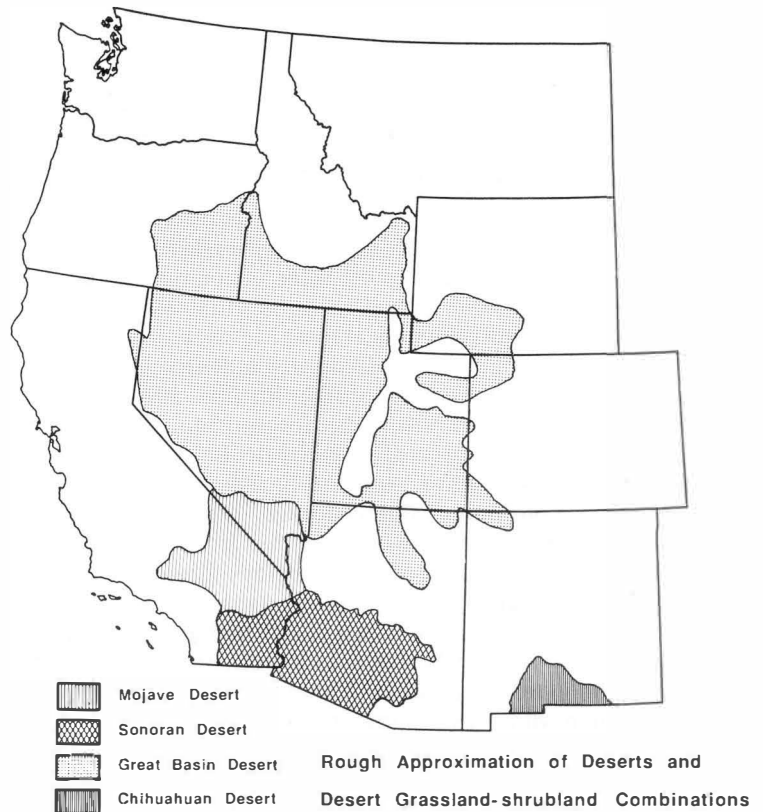 Mojave Desert
Sonoran Desert
Great Basin Desert
Chihuahuan Desert
Rough Approximation of Deserts and
Desert Grassland-shrubland Combinations